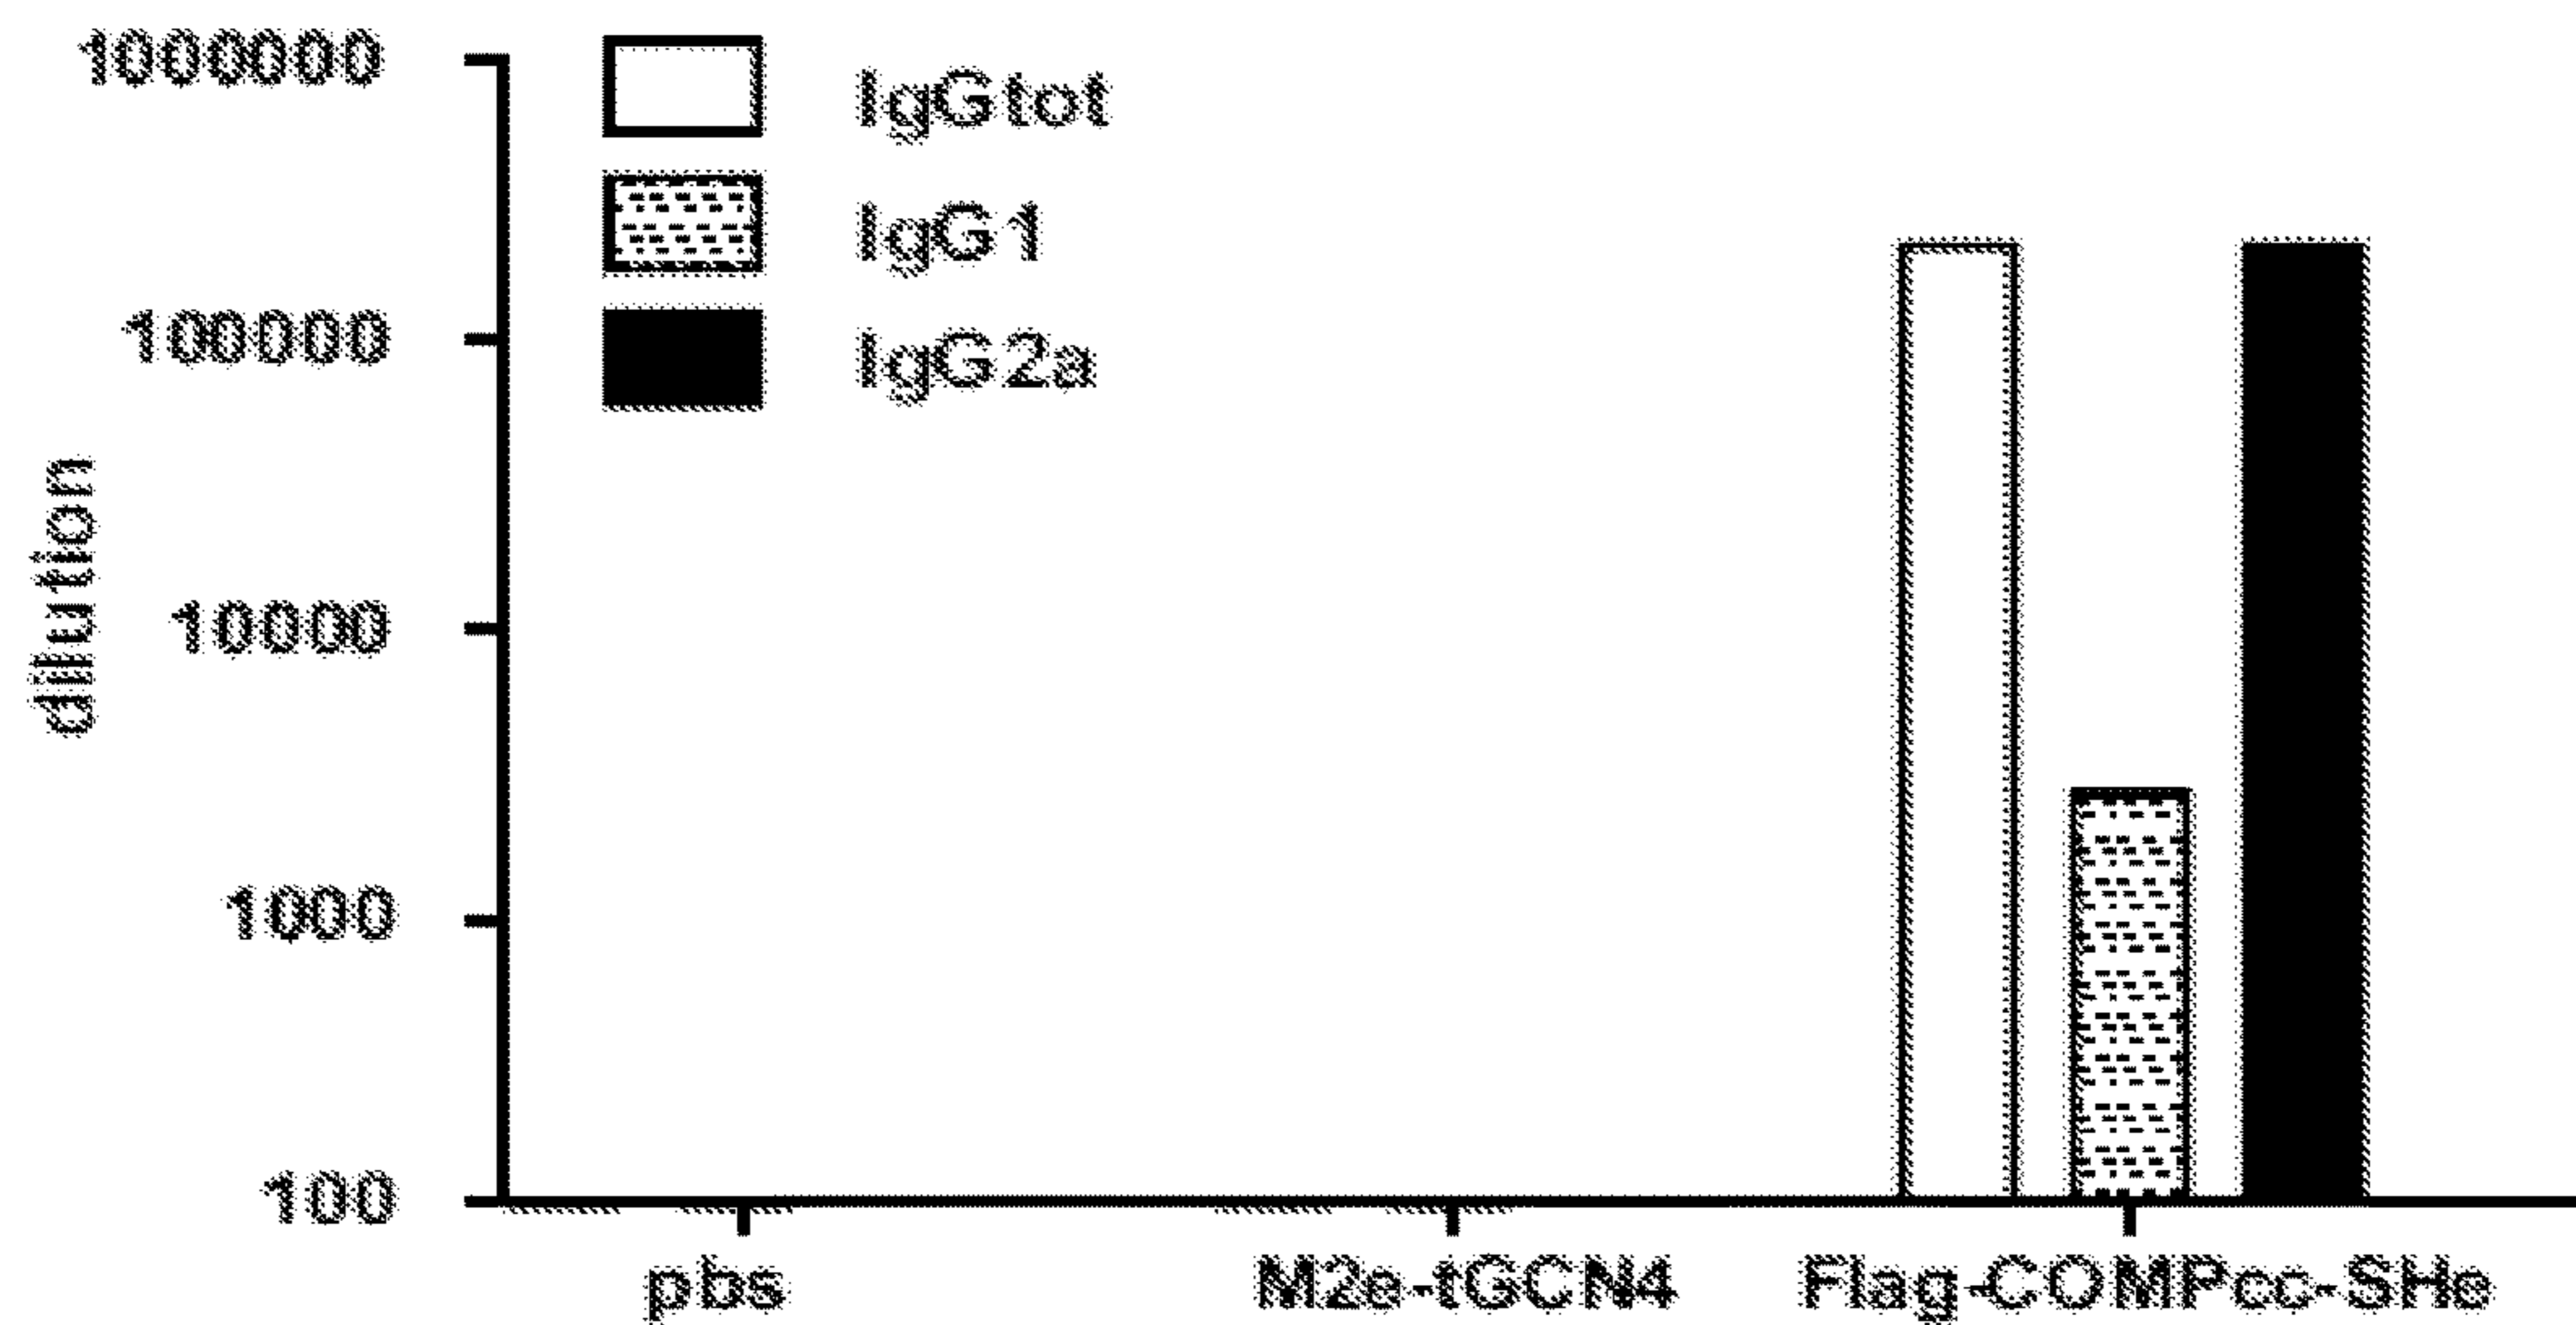 1000000
IgGtot
IgG1
100000
IgG2a
dilution
10000
1000
100
pbs
M2e-tGCN4
Flag-COMPcc-SHe